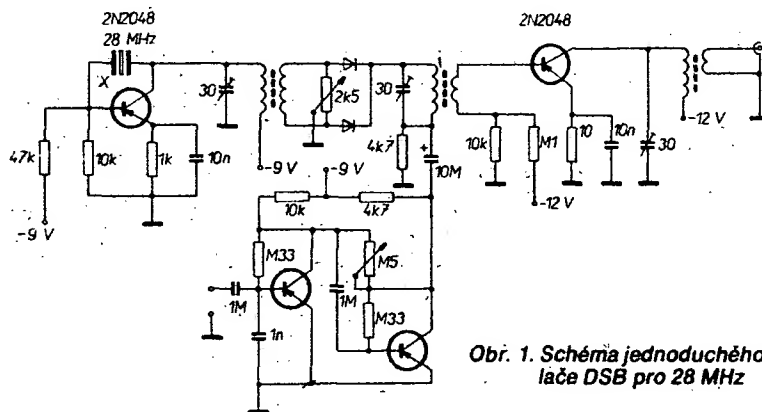 2N2048
28 MHz
X
47k
10k
1k
10n
-9 V
30
-9 V
2k5
30
4k7
10M
+
-9 V
10k
4k7
M33
1M
1n
1M
M5
M33
2N2048
10k
M1
-12 V
10
10n
30
-12 V
Obr. 1. Schéma jednoduchého
lače DSB pro 28 MHz